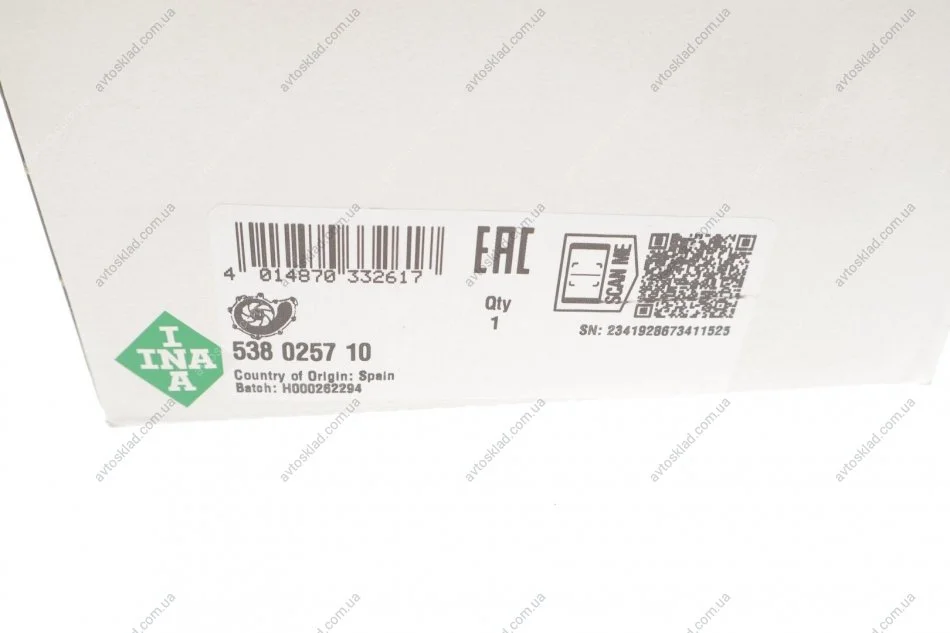 4 014870 332617
EAC
Qty
1
SCAN ME
SN: 2341928673411525
INA
INA
538 0257 10
Country of Origin: Spain
Batch: H000262294
avtosklad.com.ua